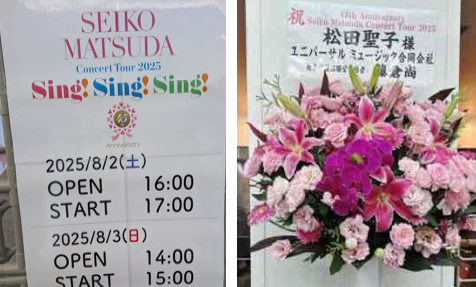 SEIKO
MATSUDA
Concert Tour 2025
Sing! Sing! Sing!
45
Anniversary
2025/8/2(土)
OPEN 16:00
START 17:00
2025/8/3(日)
OPEN 14:00
START 15:00
祝
45th Anniversary
Seiko Matsuda Concert Tour 2025
松田聖子 様
ユニバーサル ミュージック合同会社
倉尚